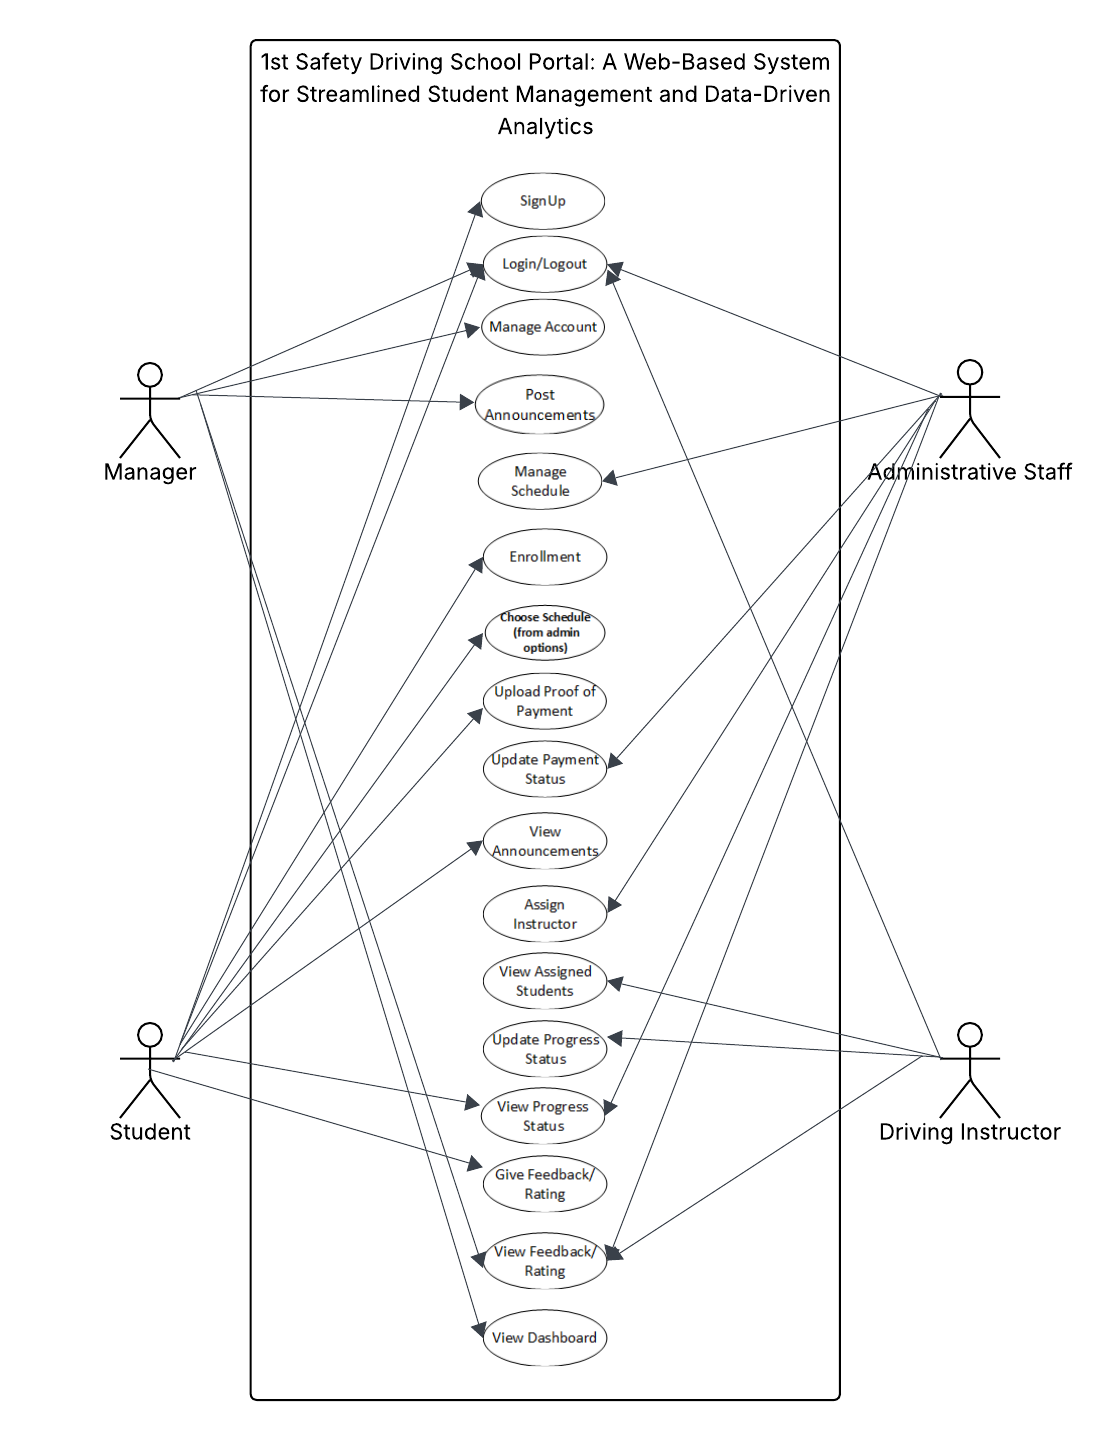 1st Safety Driving School Portal: A Web-Based System
for Streamlined Student Management and Data-Driven
Analytics
SignUp
Login/Logout
Manage Account
Post
Announcements
Manager
Administrative Staff
Manage
Schedule
Enrollment
Choose Schedule
(from admin
options)
Upload Proof of
Payment
Update Payment
Status
View
Announcements
Assign
Instructor
View Assigned
Students
Update Progress
Status
View Progress
Status
Student
Driving Instructor
Give Feedback/
Rating
View Feedback/
Rating
View Dashboard